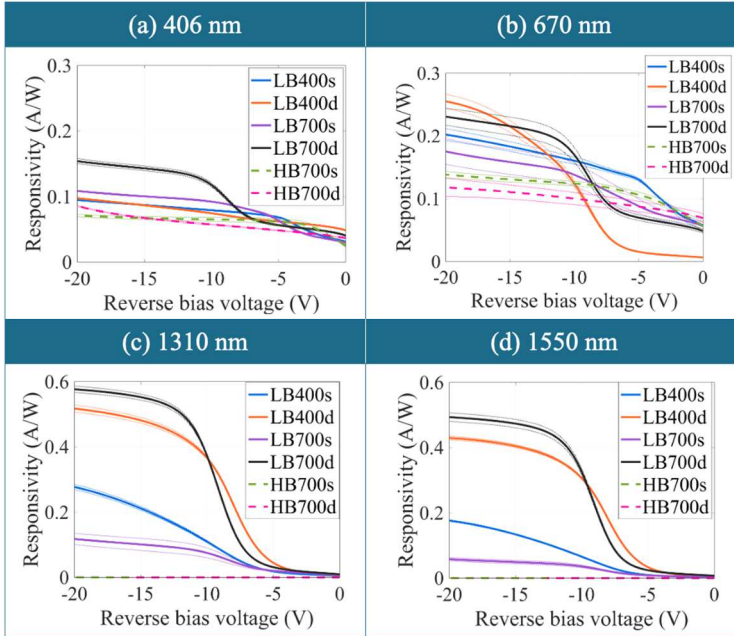 (a) 406 nm
(b) 670 nm
Responsivity (A/W)
0.3
0.2
0.1
0
-20 -15 -10 -5 0
Reverse bias voltage (V)
LB400s
LB400d
LB700s
LB700d
HB700s
HB700d
Responsivity (A/W)
0.3
0.2
0.1
0
-20 -15 -10 -5 0
Reverse bias voltage (V)
LB400s
LB400d
LB700s
LB700d
HB700s
HB700d
(c) 1310 nm
(d) 1550 nm
Responsivity (A/W)
0.6
0.4
0.2
0
-20 -15 -10 -5 0
Reverse bias voltage (V)
LB400s
LB400d
LB700s
LB700d
HB700s
HB700d
Responsivity (A/W)
0.6
0.4
0.2
0
-20 -15 -10 -5 0
Reverse bias voltage (V)
LB400s
LB400d
LB700s
LB700d
HB700s
HB700d